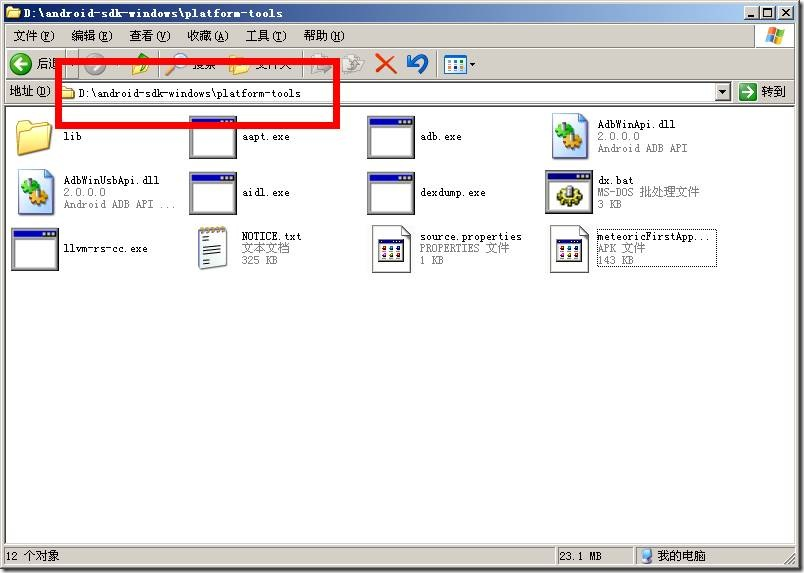 D:\android-sdk-windows\platform-tools
文件(F) 编辑(E) 查看(V) 收藏(A) 工具(T) 帮助(H)
后退 搜索 文件夹
地址(D) D:\android-sdk-windows\platform-tools 转到
lib
aapt.exe
adb.exe
AdbWinApi.dll
2.0.0.0
Android ADB API
AdbWinUsbApi.dll
2.0.0.0
Android ADB API ...
aidl.exe
dexdump.exe
dx.bat
MS-DOS 批处理文件
3 KB
llvm-rs-cc.exe
NOTICE.txt
文本文档
325 KB
source.properties
PROPERTIES 文件
1 KB
meteoricFirstApp...
APK 文件
143 KB
12 个对象 23.1 MB 我的电脑